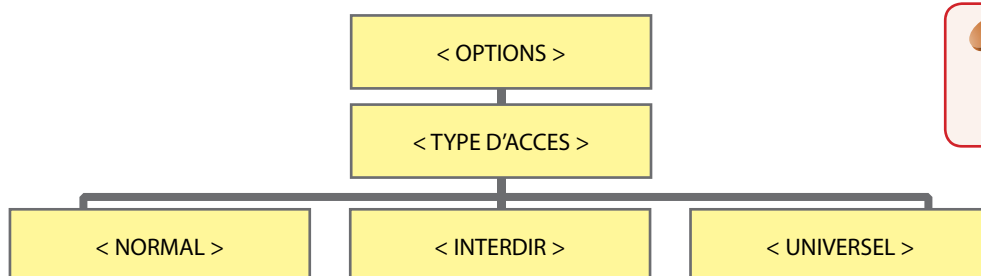 < OPTIONS >
< TYPE D'ACCES >
< NORMAL >
< INTERDIR >
< UNIVERSEL >